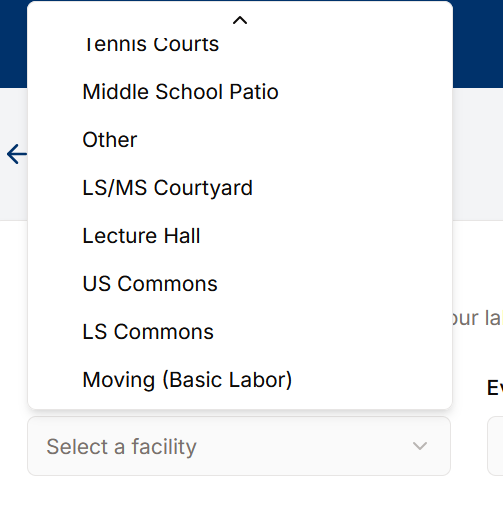 Tennis Courts
Middle School Patio
Other
LS/MS Courtyard
Lecture Hall
US Commons
our la
LS Commons
Moving (Basic Labor)
Ev
Select a facility